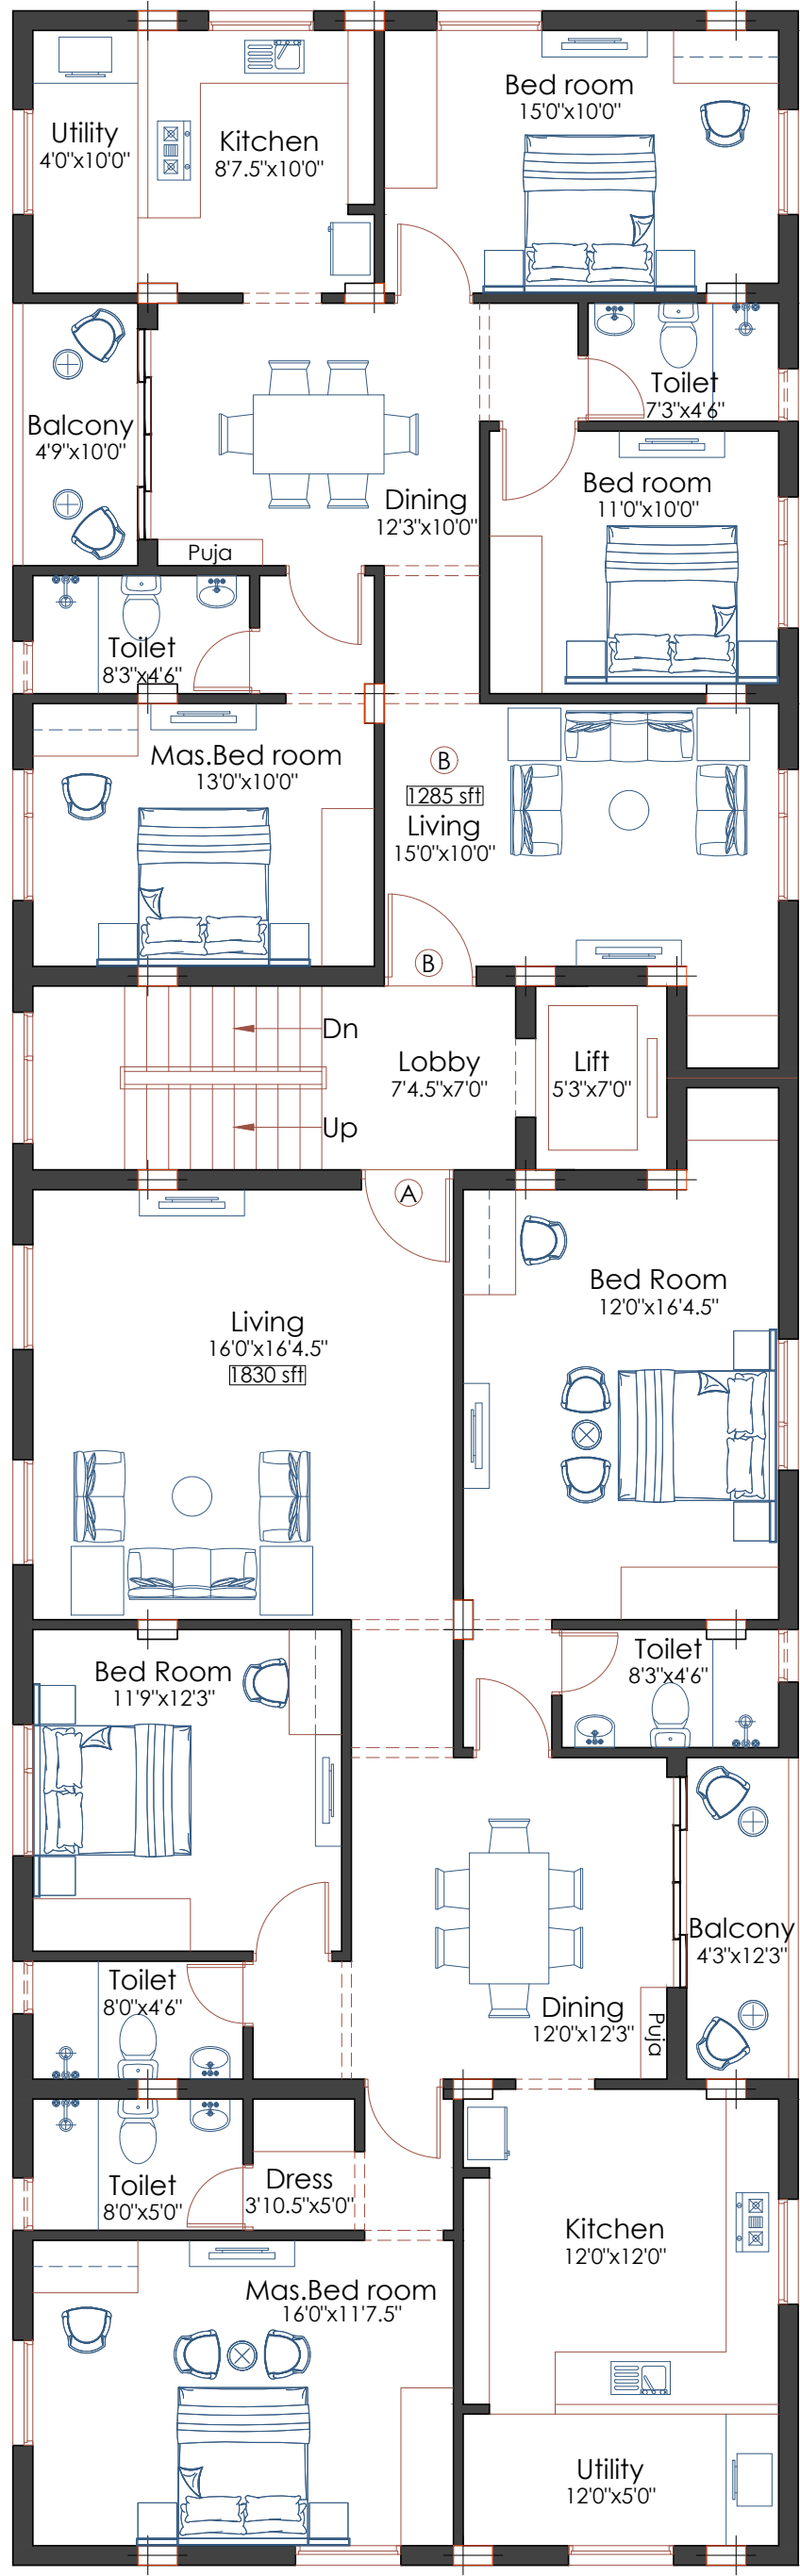 Bed room
15'0"x10'0"
Utility
4'0"x10'0"
Kitchen
8'7.5"x10'0"
Toilet
7'3"x4'6"
Balcony
4'9"x10'0"
Bed room
11'0"x10'0"
Dining
12'3"x10'0"
Puja
Toilet
8'3"x4'6"
Mas.Bed room
13'0"x10'0"
B
1285 sft
Living
15'0"x10'0"
B
Dn
Lobby
7'4.5"x7'0"
Lift
5'3"x7'0"
Up
A
Bed Room
12'0"x16'4.5"
Living
16'0"x16'4.5"
1830 sft
Toilet
8'3"x4'6"
Bed Room
11'9"x12'3"
Balcony
4'3"x12'3"
Toilet
8'0"x4'6"
Dining
12'0"x12'3"
Puja
Toilet
8'0"x5'0"
Dress
3'10.5"x5'0"
Kitchen
12'0"x12'0"
Mas.Bed room
16'0"x11'7.5"
Utility
12'0"x5'0"